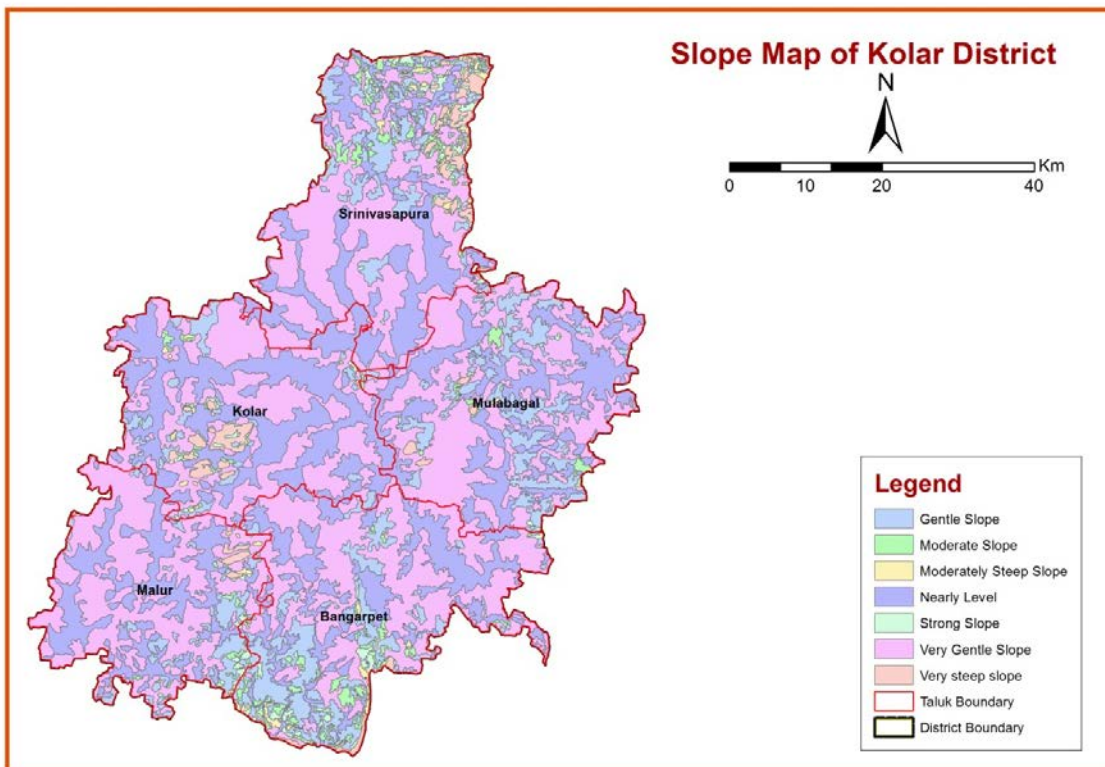 Slope Map of Kolar District
N
Km
0 10 20 40
Srinivasapura
Kolar
Mulabagal
Malur
Bangarpet
Legend
Gentle Slope
Moderate Slope
Moderately Steep Slope
Nearly Level
Strong Slope
Very Gentle Slope
Very steep slope
Taluk Boundary
District Boundary